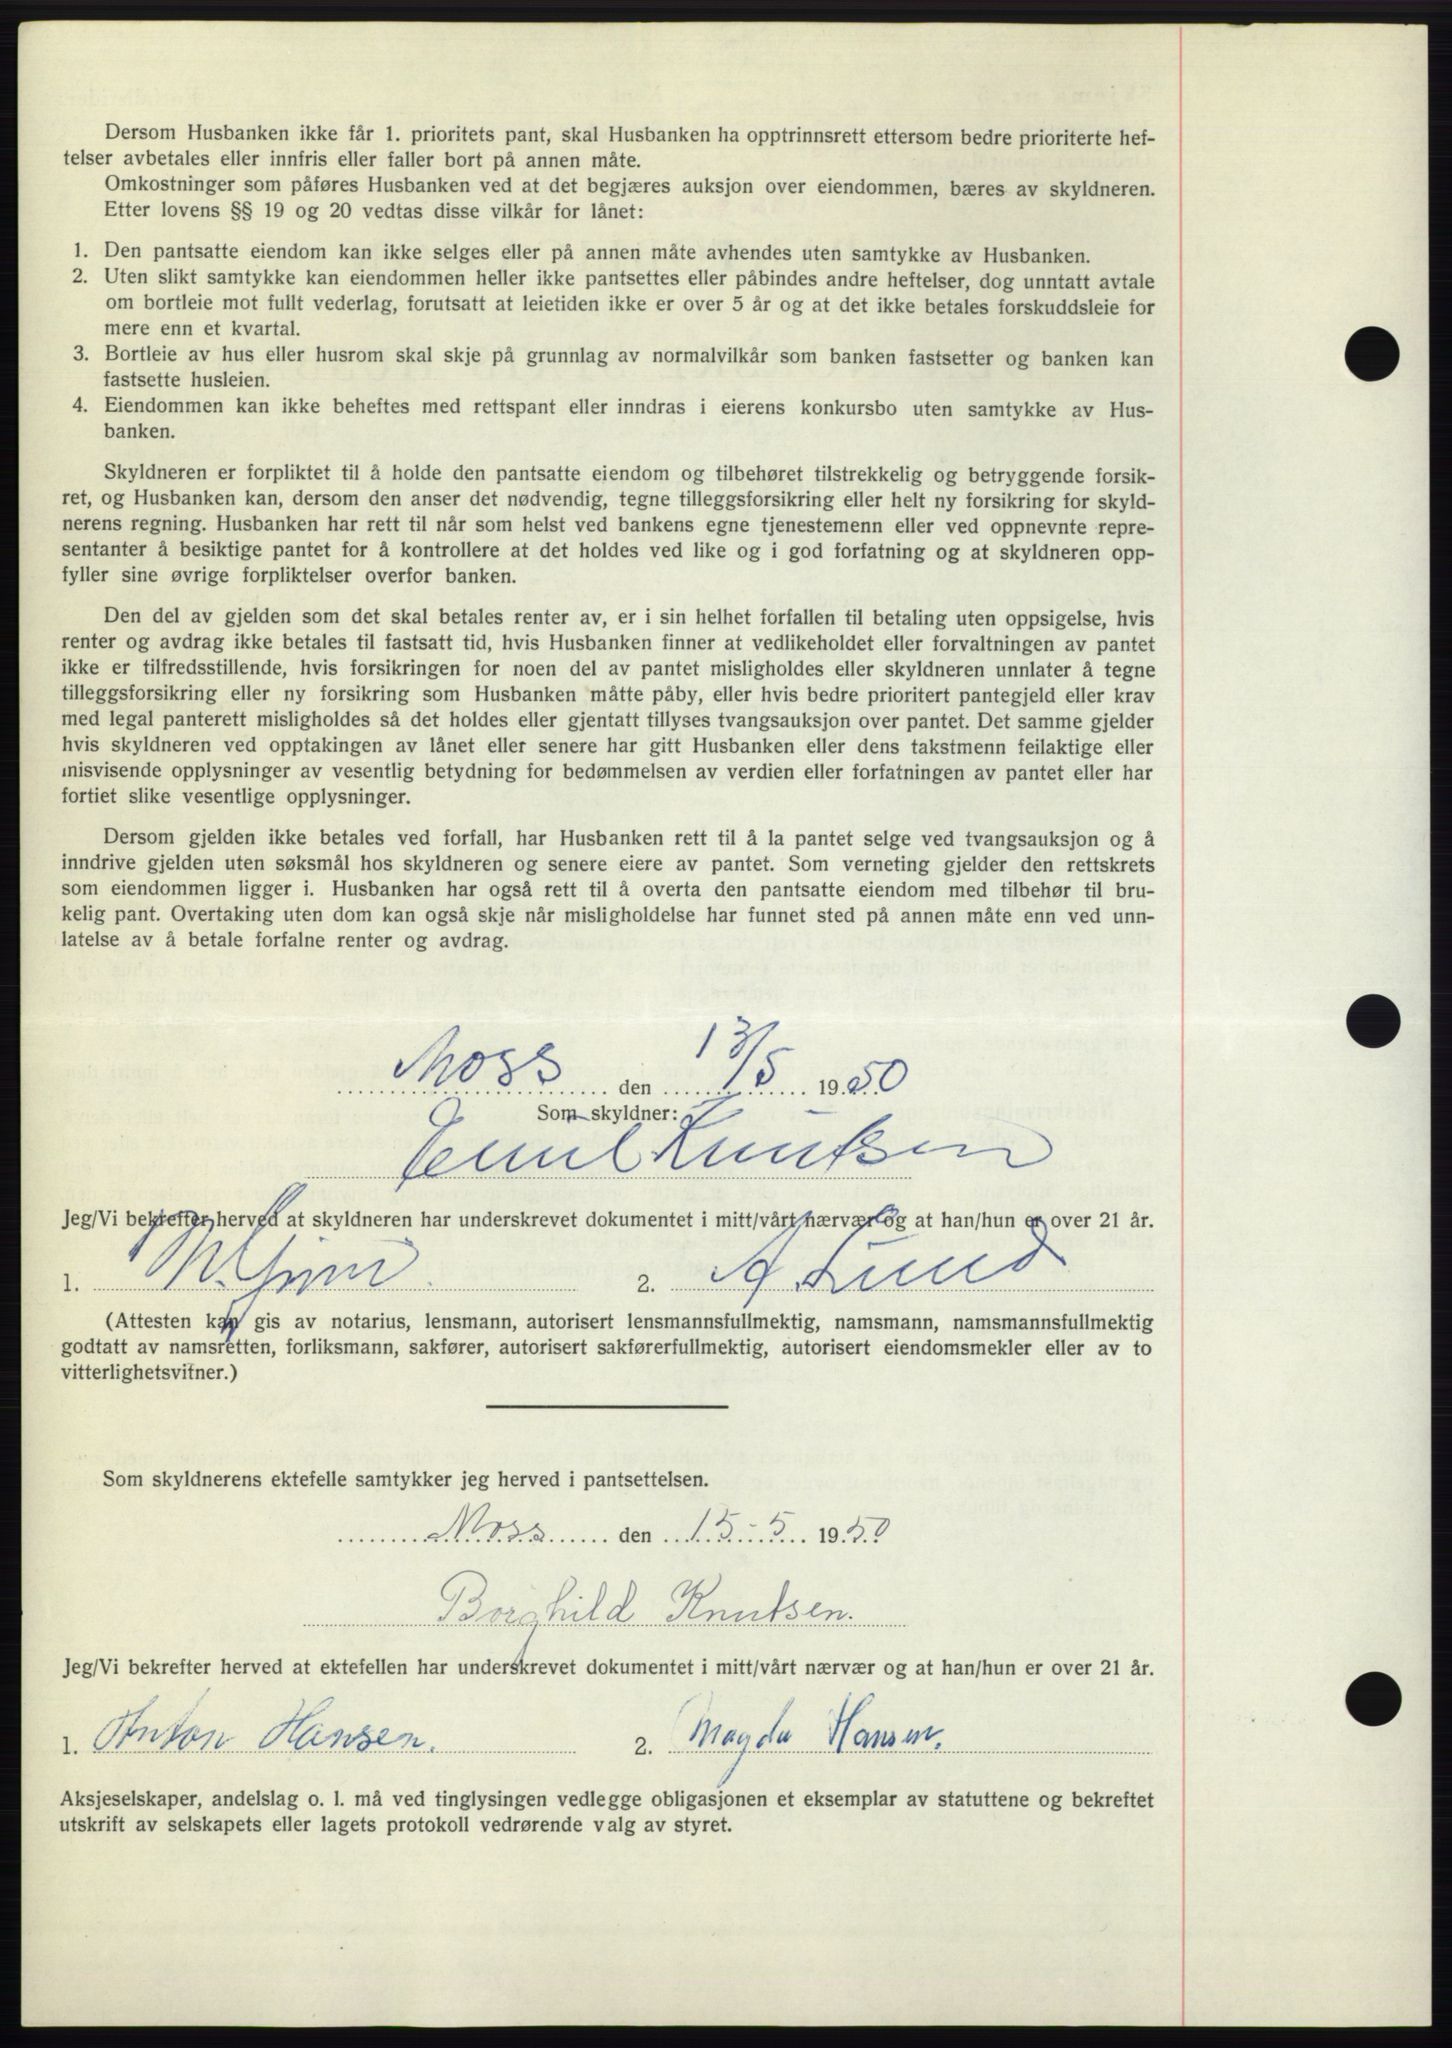 Dersom Husbanken ikke får 1. prioritets pant, skal Husbanken ha opptrinnsrett ettersom bedre prioriterte hef-
telser avbetales eller innfris eller faller bort på annen måte.
Omkostninger som påføres Husbanken ved at det begjæres auksjon over eiendommen, bæres av skyldneren.
Etter lovens §§ 19 og 20 vedtas disse vilkår for lånet:
1. Den pantsatte eiendom kan ikke selges eller på annen måte avhendes uten samtykke av Husbanken.
2. Uten slikt samtykke kan eiendommen heller ikke pantsettes eller påbindes andre heftelser, dog unntatt avtale
om bortleie mot fullt vederlag, forutsatt at leietiden ikke er over 5 år og at det ikke betales forskuddsleie for
mere enn et kvartal.
3. Bortleie av hus eller husrom skal skje på grunnlag av normalvilkår som banken fastsetter og banken kan
fastsette husleien.
4. Eiendommen kan ikke beheftes med rettspant eller inndras i eierens konkursbo uten samtykke av Hus-
banken.
Skyldneren er forpliktet til å holde den pantsatte eiendom og tilbehøret tilstrekkelig og betryggende forsik-
ret, og Husbanken kan, dersom den anser det nødvendig, tegne tilleggsforsikring eller helt ny forsikring for skyld-
nerens regning. Husbanken har rett til når som helst ved bankens egne tjenestemenn eller ved oppnevnte repre-
sentanter å besiktige pantet for å kontrollere at det holdes ved like og i god forfatning og at skyldneren opp-
fyller sine øvrige forpliktelser overfor banken.
Den del av gjelden som det skal betales renter av, er i sin helhet forfallen til betaling uten oppsigelse, hvis
renter og avdrag ikke betales til fastsatt tid, hvis Husbanken finner at vedlikeholdet eller forvaltningen av pantet
ikke er tilfredsstillende, hvis forsikringen for noen del av pantet misligholdes eller skyldneren unnlater å tegne
tilleggsforsikring eller ny forsikring som Husbanken måtte påby, eller hvis bedre prioritert pantegjeld eller krav
med legal panterett misligholdes så det holdes eller gjentatt tillyses tvangsauksjon over pantet. Det samme gjelder
hvis skyldneren ved opptakingen av lånet eller senere har gitt Husbanken eller dens takstmenn feilaktige eller
misvisende opplysninger av vesentlig betydning for bedømmelsen av verdien eller forfatningen av pantet eller har
fortiet slike vesentlige opplysninger.
Dersom gjelden ikke betales ved forfall, har Husbanken rett til å la pantet selge ved tvangsauksjon og å
inndrive gjelden uten søksmål hos skyldneren og senere eiere av pantet. Som verneting gjelder den rettskrets
som eiendommen ligger i. Husbanken har også rett til å overta den pantsatte eiendom med tilbehør til bru-
kelig pant. Overtaking uten dom kan også skje når misligholdelse har funnet sted på annen måte enn ved unn-
latelse av å betale forfalne renter og avdrag.
Moss den 13/5 1950
Som skyldner:
Emil Knutsen
Jeg/Vi bekrefter herved at skyldneren har underskrevet dokumentet i mitt/vårt nærvær og at han/hun er over 21 år.
1. 2. A. Lund
(Attesten kan gis av notarius, lensmann, autorisert lensmannsfullmektig, namsmann, namsmannsfullmektig
godtatt av namsretten, forliksmann, sakfører, autorisert sakførerfullmektig, autorisert eiendomsmekler eller av to
vitterlighetsvitner.)
Som skyldnerens ektefelle samtykker jeg herved i pantsettelsen.
Moss den 15-5 1950
Borghild Knutsen.
Jeg/Vi bekrefter herved at ektefellen har underskrevet dokumentet i mitt/vårt nærvær og at han/hun er over 21 år.
1. Anton Hansen. 2. Magda Hansen.
Aksjeselskaper, andelslag o. l. må ved tinglysingen vedlegge obligasjonen et eksemplar av statuttene og bekreftet
utskrift av selskapets eller lagets protokoll vedrørende valg av styret.